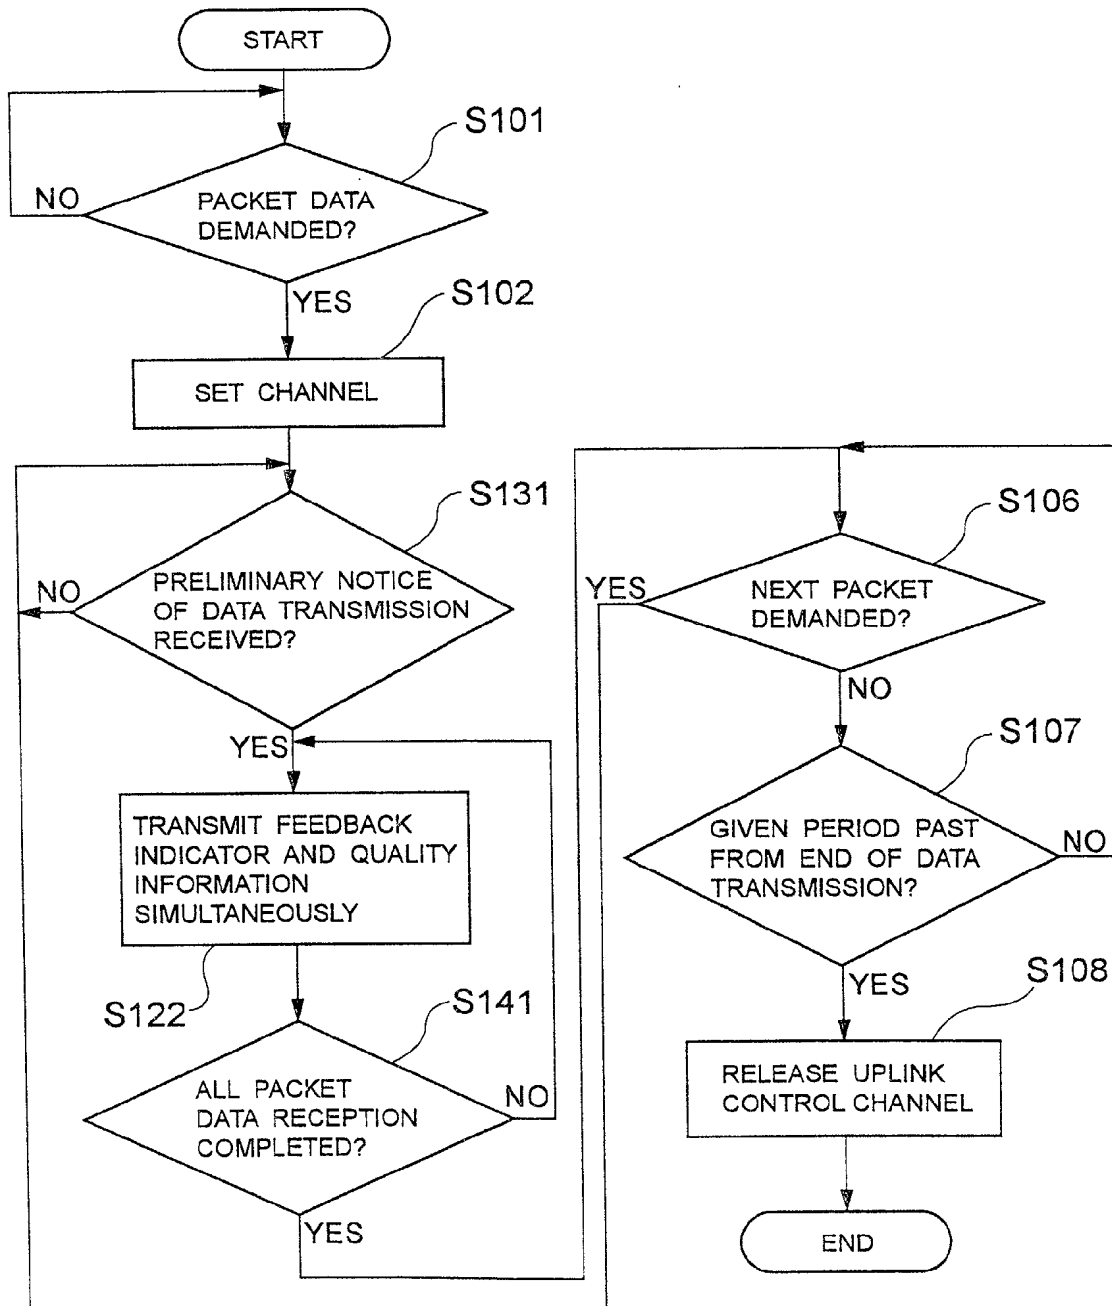 START
S101
NO
PACKET DATA
DEMANDED?
YES
S102
SET CHANNEL
S131
NO
PRELIMINARY NOTICE
OF DATA TRANSMISSION
RECEIVED?
YES
TRANSMIT FEEDBACK
INDICATOR AND QUALITY
INFORMATION
SIMULTANEOUSLY
S122
S141
ALL PACKET
DATA RECEPTION
COMPLETED?
NO
YES
S106
YES
NEXT PACKET
DEMANDED?
NO
S107
GIVEN PERIOD PAST
FROM END OF DATA
TRANSMISSION?
NO
YES
S108
RELEASE UPLINK
CONTROL CHANNEL
END